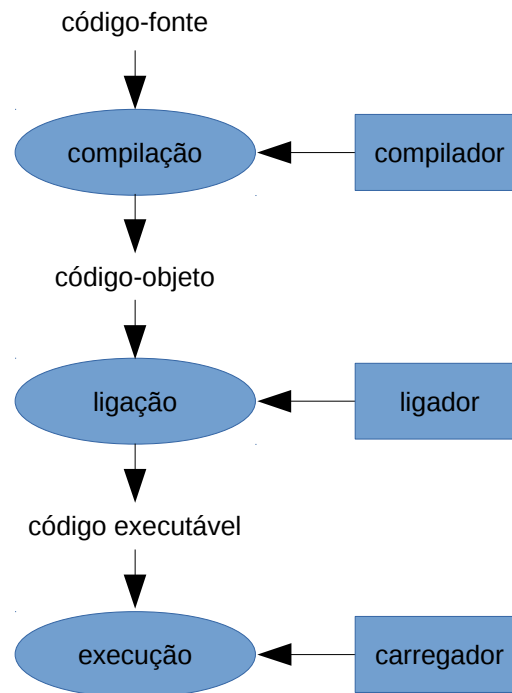 código-fonte
compilação
compilador
código-objeto
ligação
ligador
código executável
execução
carregador